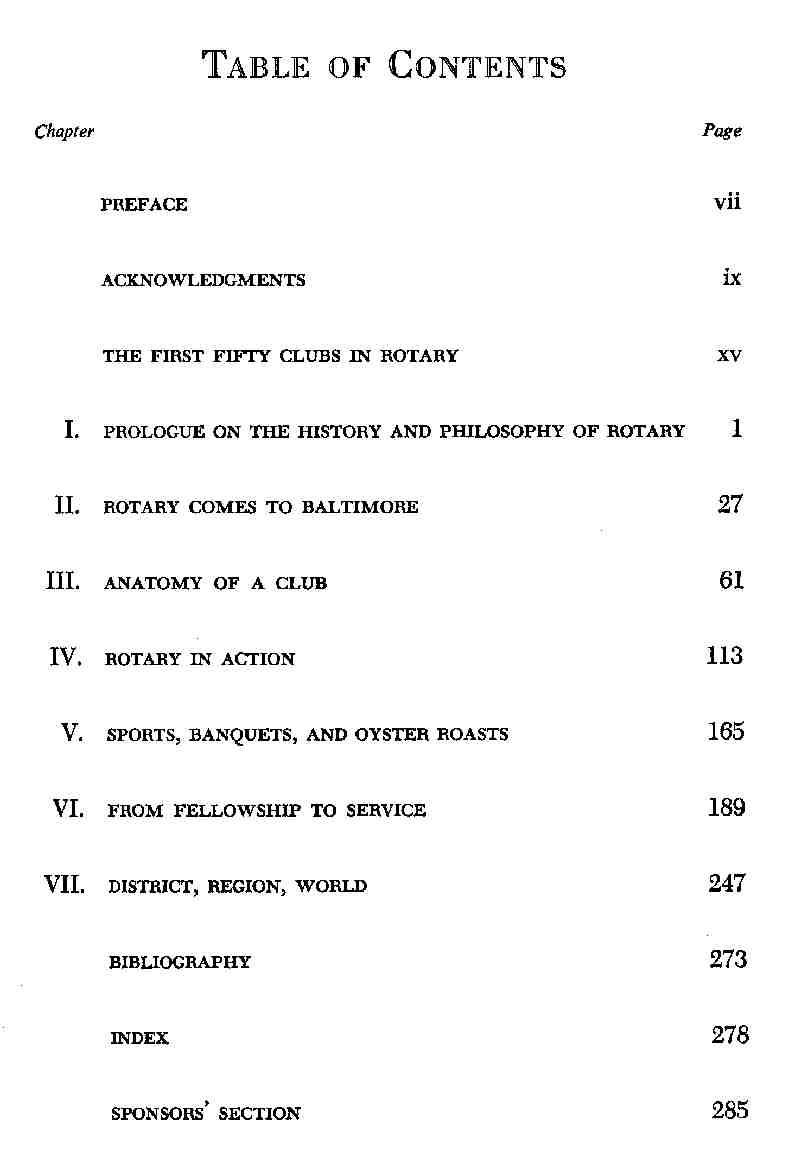 TABLE OF CONTENTS
Chapter Page
PREFACE vii
ACKNOWLEDGMENTS ix
THE FIRST FIFTY CLUBS IN ROTARY xv
I. PROLOGUE ON THE HISTORY AND PHILOSOPHY OF ROTARY 1
II. ROTARY COMES TO BALTIMORE 27
III. ANATOMY OF A CLUB 61
IV. ROTARY IN ACTION 113
V. SPORTS, BANQUETS, AND OYSTER ROASTS 165
VI. FROM FELLOWSHIP TO SERVICE 189
VII. DISTRICT, REGION, WORLD 247
BIBLIOGRAPHY 273
INDEX 278
SPONSORS' SECTION 285